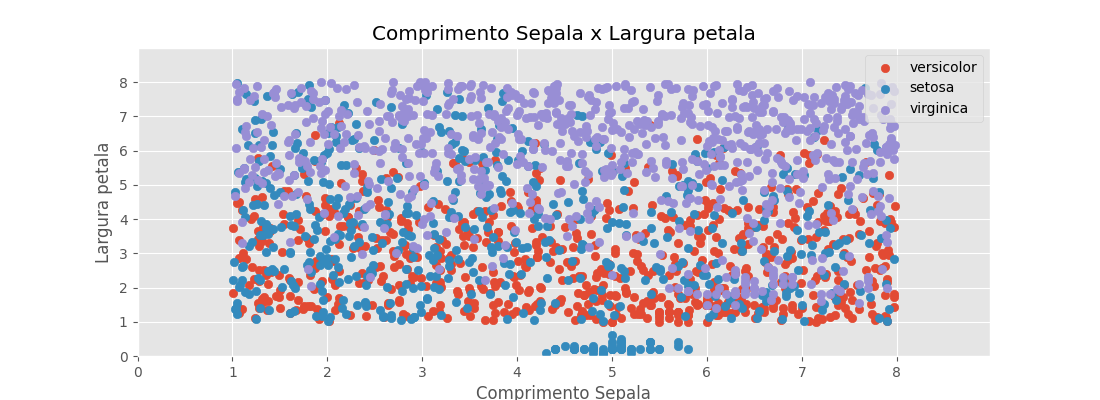 Comprimento Sepala x Largura petala
versicolor
setosa
virginica
Largura petala
8
7
6
5
4
3
2
1
0
0 1 2 3 4 5 6 7 8
Comprimento Sepala